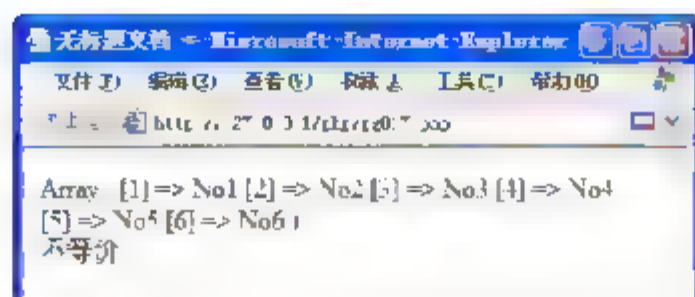 无标题文档 - Microsoft Internet Explorer
文件(F) 编辑(E) 查看(V) 收藏(A) 工具(T) 帮助(H)
Array [1] => No1 [2] => No2 [3] => No3 [4] => No4
[5] => No5 [6] => No6 )
不等价